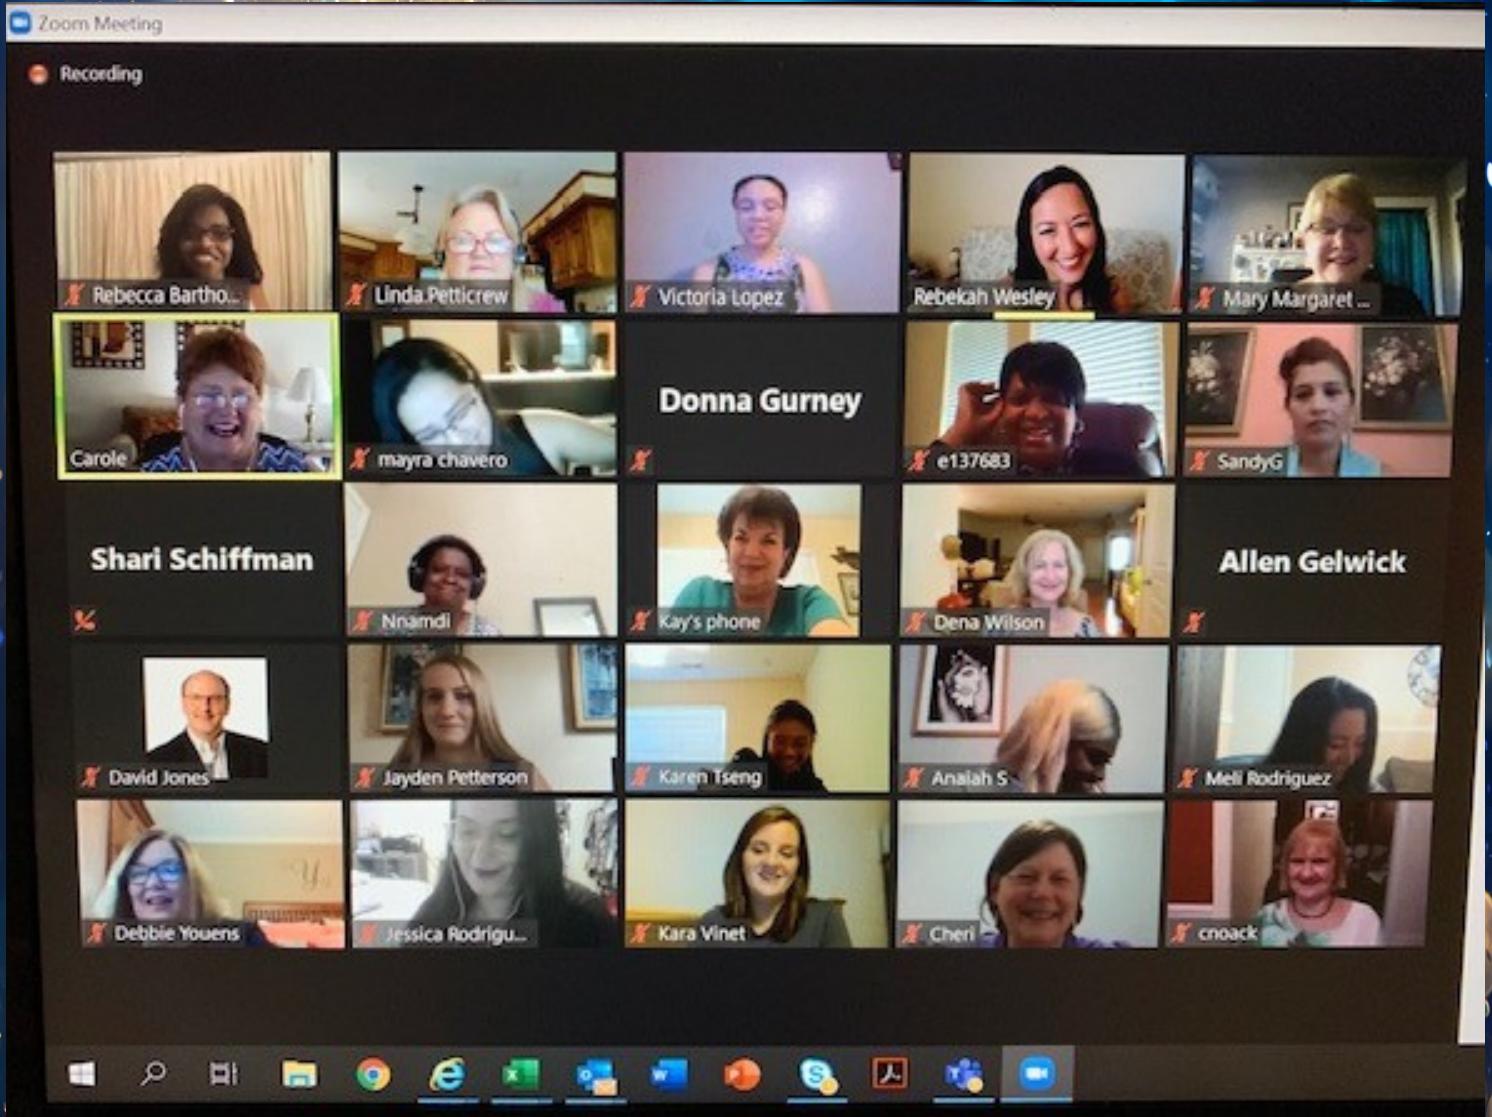 Zoom Meeting
Recording
Rebecca Bartho...
Linda.Petticrew
Victoria Lopez
Rebekah Wesley
Mary Margaret ...
Carole
mayra chavero
Donna Gurney
e137683
SandyG
Shari Schiffman
Nnamdi
Kay's phone
Dena Wilson
Allen Gelwick
David Jones
Jayden Petterson
Karen Tseng
Anaiah S
Meli Rodriguez
Debbie Youens
Jessica Rodrigu...
Kara Vinet
Cheri
cnoack